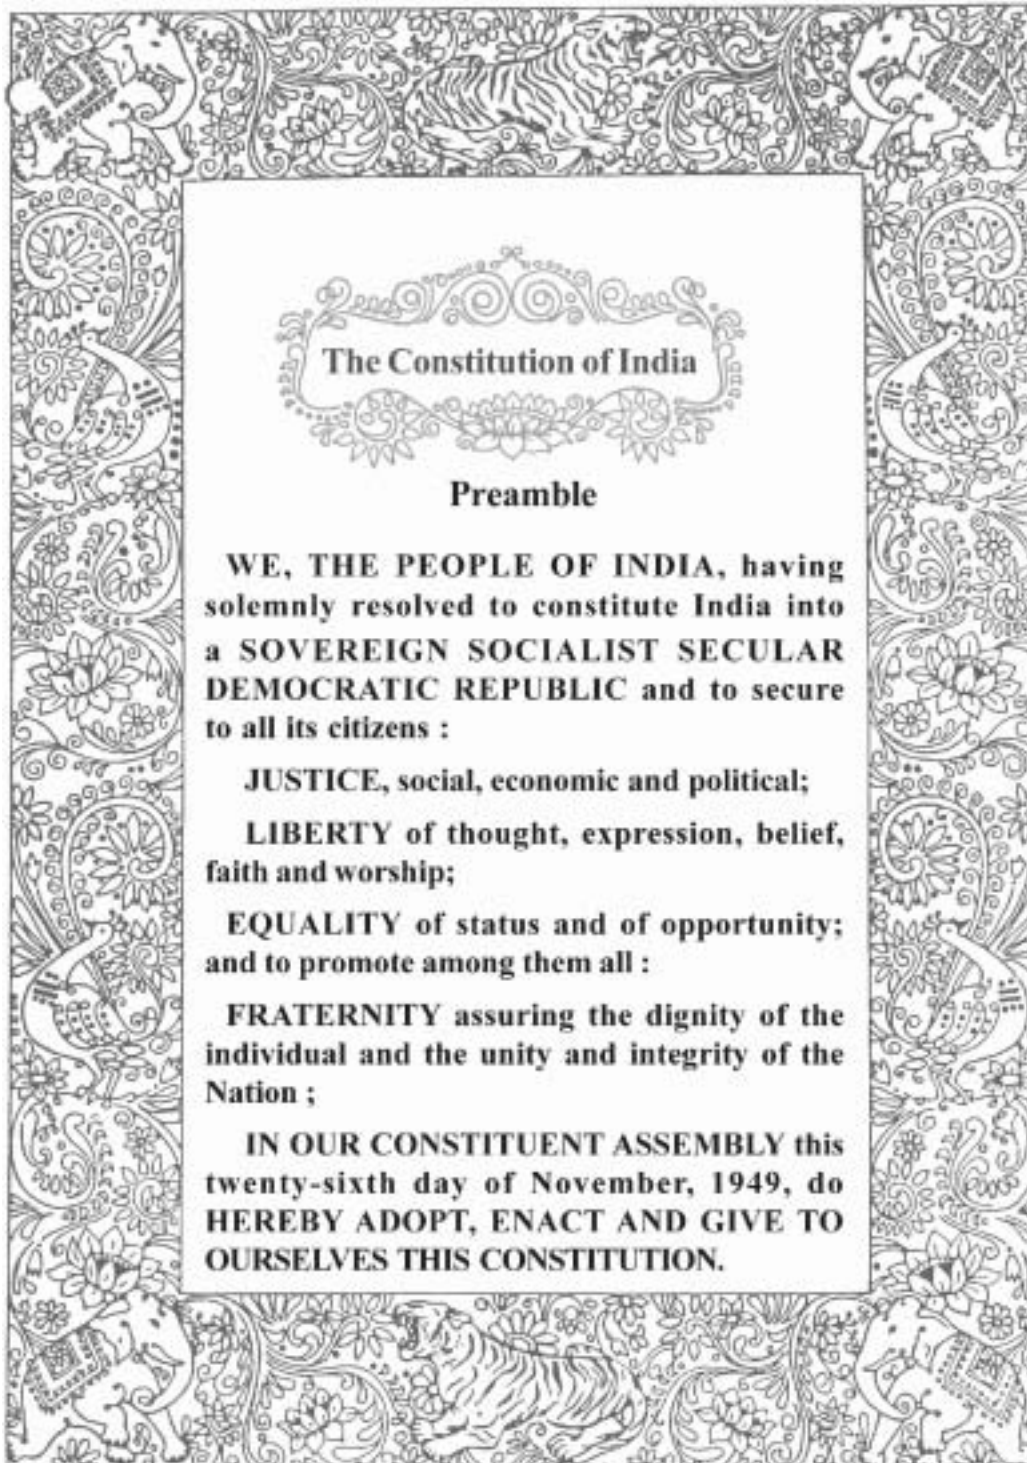 The Constitution of India
Preamble
WE, THE PEOPLE OF INDIA, having
solemnly resolved to constitute India into
a SOVEREIGN SOCIALIST SECULAR
DEMOCRATIC REPUBLIC and to secure
to all its citizens :
JUSTICE, social, economic and political;
LIBERTY of thought, expression, belief,
faith and worship;
EQUALITY of status and of opportunity;
and to promote among them all :
FRATERNITY assuring the dignity of the
individual and the unity and integrity of the
Nation ;
IN OUR CONSTITUENT ASSEMBLY this
twenty-sixth day of November, 1949, do
HEREBY ADOPT, ENACT AND GIVE TO
OURSELVES THIS CONSTITUTION.